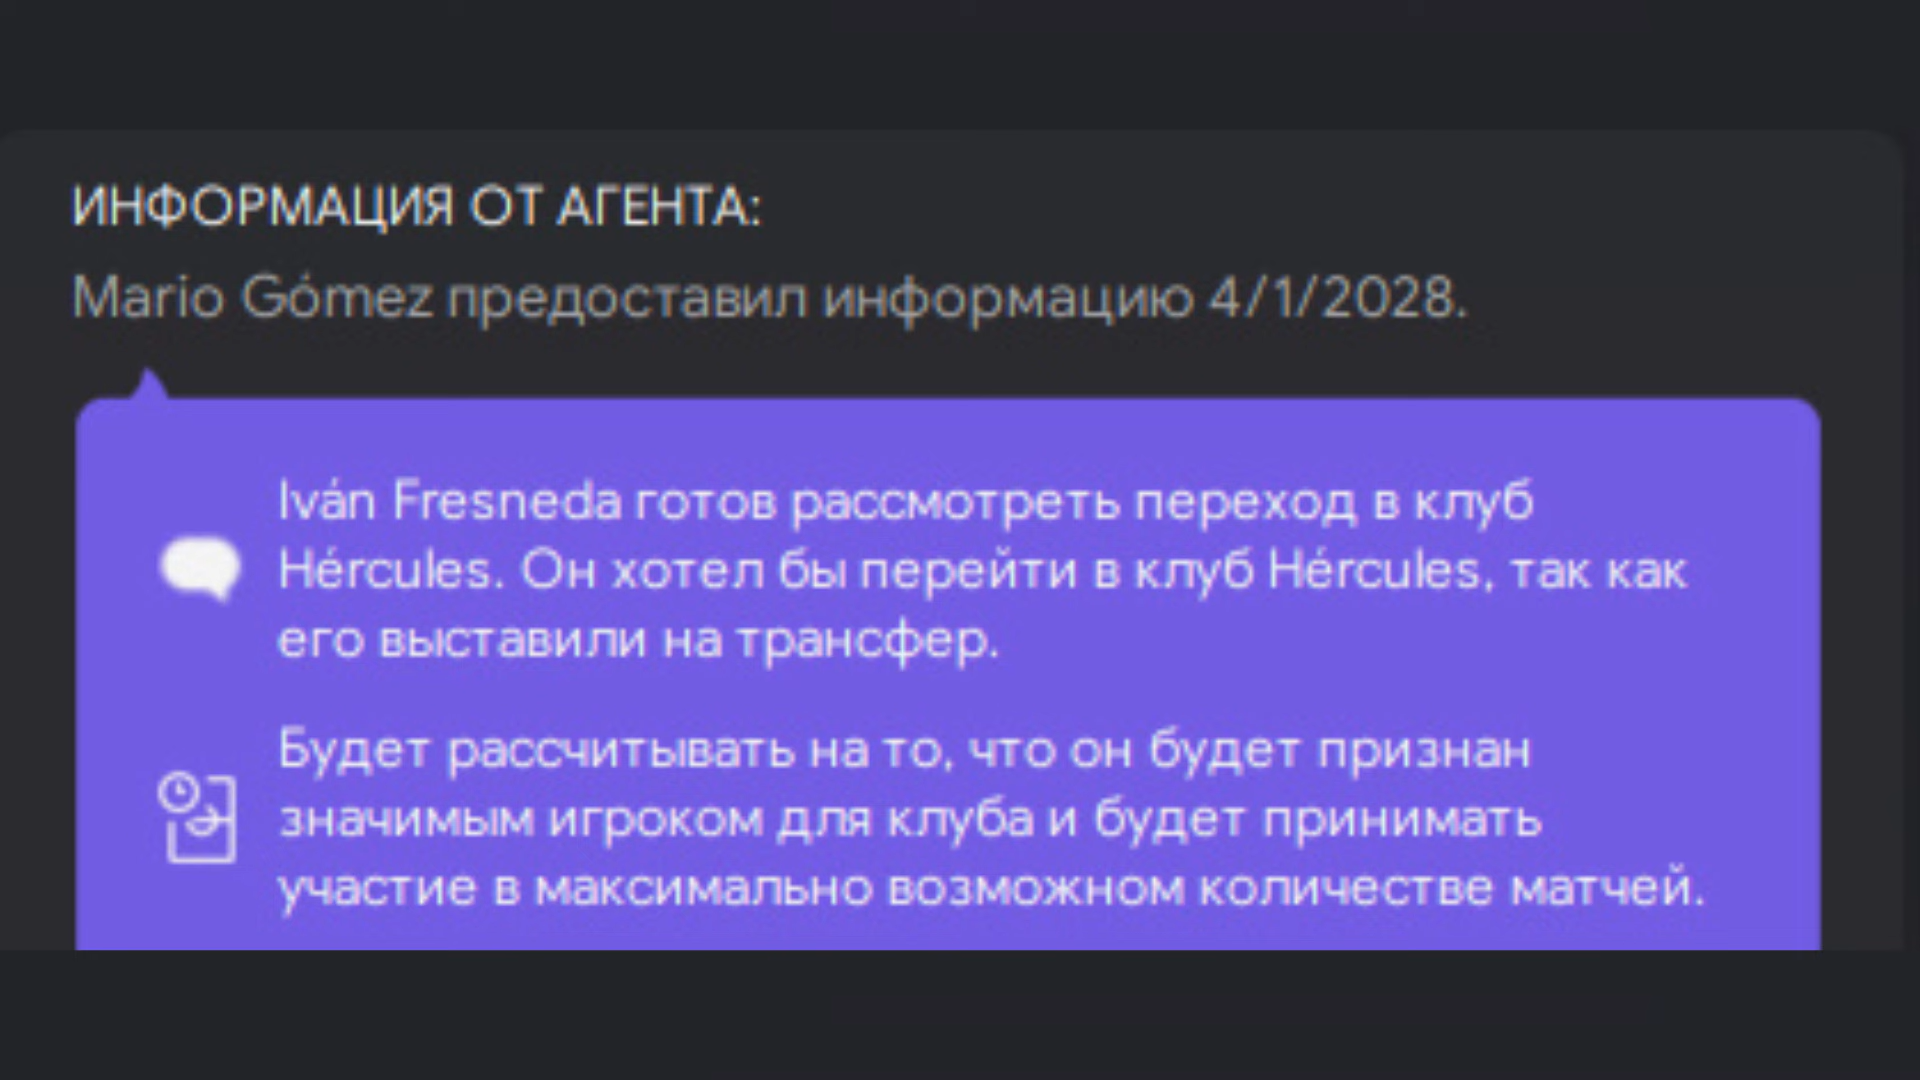 ИНФОРМАЦИЯ ОТ АГЕНТА:
Mario Gómez предоставил информацию 4/1/2028.
Iván Fresneda готов рассмотреть переход в клуб
Hércules. Он хотел бы перейти в клуб Hércules, так как
его выставили на трансфер.
Будет рассчитывать на то, что он будет признан
значимым игроком для клуба и будет принимать
участие в максимально возможном количестве матчей.